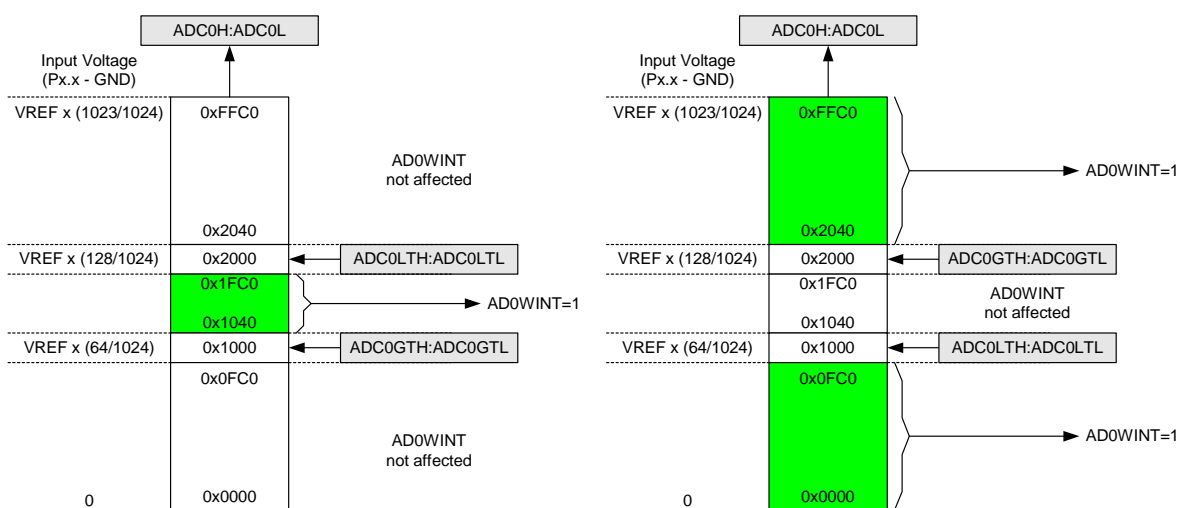 ADC0H:ADC0L
Input Voltage
(Px.x - GND)
VREF x (1023/1024)
0xFFC0
AD0WINT
not affected
0x2040
VREF x (128/1024)
0x2000
ADC0LTH:ADC0LTL
0x1FC0
AD0WINT=1
0x1040
VREF x (64/1024)
0x1000
ADC0GTH:ADC0GTL
0x0FC0
AD0WINT
not affected
0
0x0000
ADC0H:ADC0L
Input Voltage
(Px.x - GND)
VREF x (1023/1024)
0xFFC0
AD0WINT=1
0x2040
VREF x (128/1024)
0x2000
ADC0GTH:ADC0GTL
0x1FC0
AD0WINT
not affected
0x1040
VREF x (64/1024)
0x1000
ADC0LTH:ADC0LTL
0x0FC0
AD0WINT=1
0
0x0000